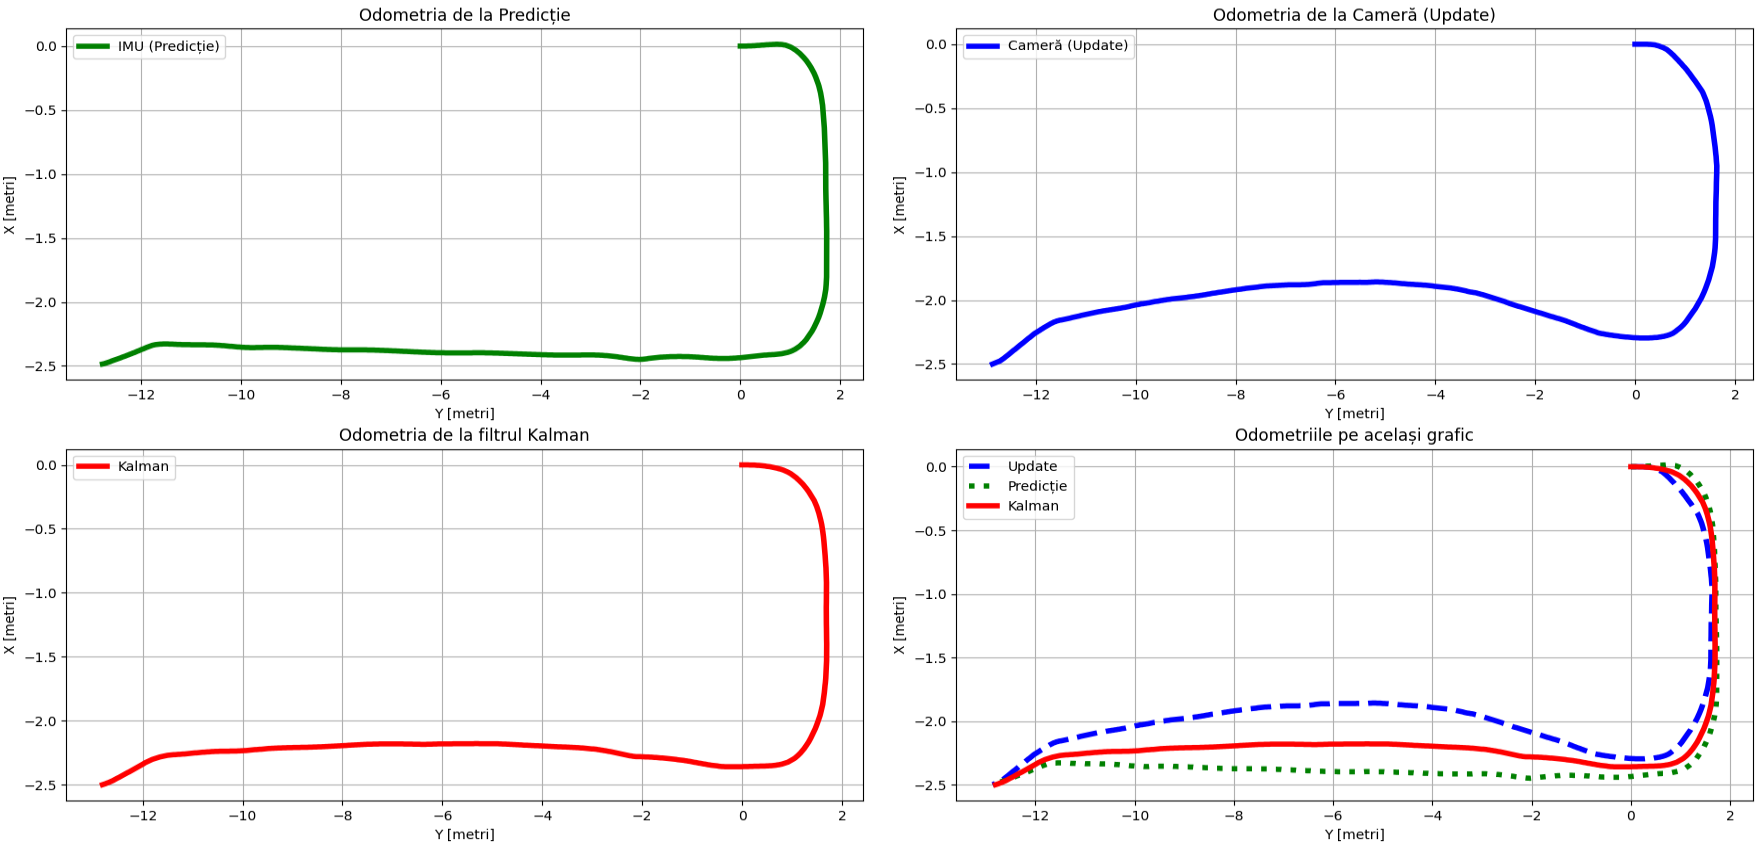 Odometria de la Predicție
IMU (Predicție)
0.0
−0.5
−1.0
−1.5
−2.0
−2.5
X [metri]
−12 −10 −8 −6 −4 −2 0 2
Y [metri]
Odometria de la Cameră (Update)
Cameră (Update)
0.0
−0.5
−1.0
−1.5
−2.0
−2.5
X [metri]
−12 −10 −8 −6 −4 −2 0 2
Y [metri]
Odometria de la filtrul Kalman
Kalman
0.0
−0.5
−1.0
−1.5
−2.0
−2.5
X [metri]
−12 −10 −8 −6 −4 −2 0 2
Y [metri]
Odometriile pe același grafic
Update
Predicție
Kalman
0.0
−0.5
−1.0
−1.5
−2.0
−2.5
X [metri]
−12 −10 −8 −6 −4 −2 0 2
Y [metri]